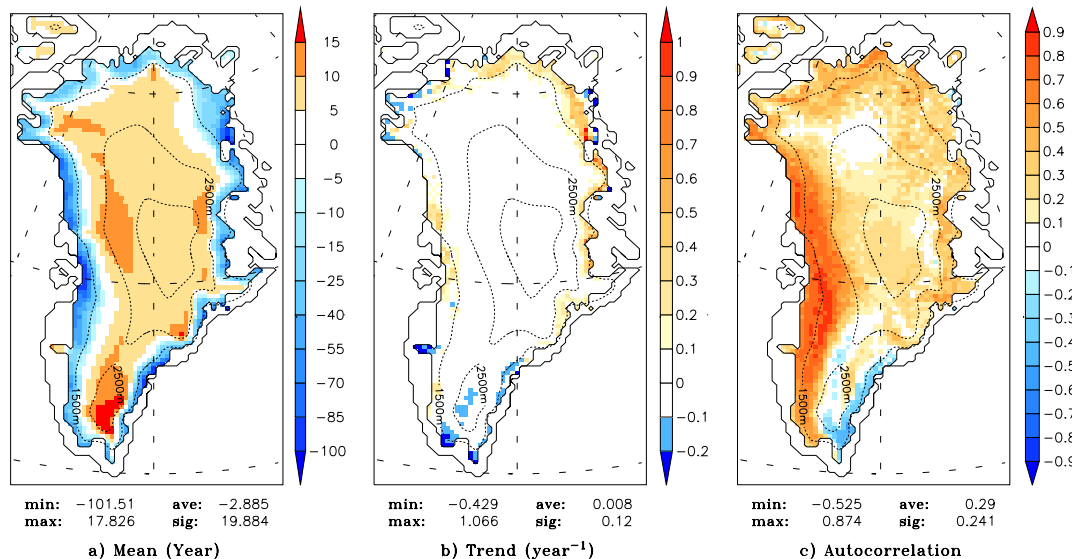 15
10
5
0
−5
−10
−25
−40
−55
−70
−85
−100
2500m
2500m
1500m
min: −101.51 ave: −2.885
max: 17.826 sig: 19.884
a) Mean (Year)
1
0.9
0.8
0.7
0.6
0.5
0.4
0.3
0.2
0.1
0
−0.1
−0.2
2500m
2500m
1500m
min: −0.429 ave: 0.008
max: 1.066 sig: 0.12
b) Trend (year⁻¹)
0.9
0.8
0.7
0.6
0.5
0.4
0.3
0.2
0.1
0
−0.1
−0.2
−0.3
−0.4
−0.5
−0.6
−0.7
−0.8
−0.9
2500m
2500m
1500m
min: −0.525 ave: 0.29
max: 0.874 sig: 0.241
c) Autocorrelation